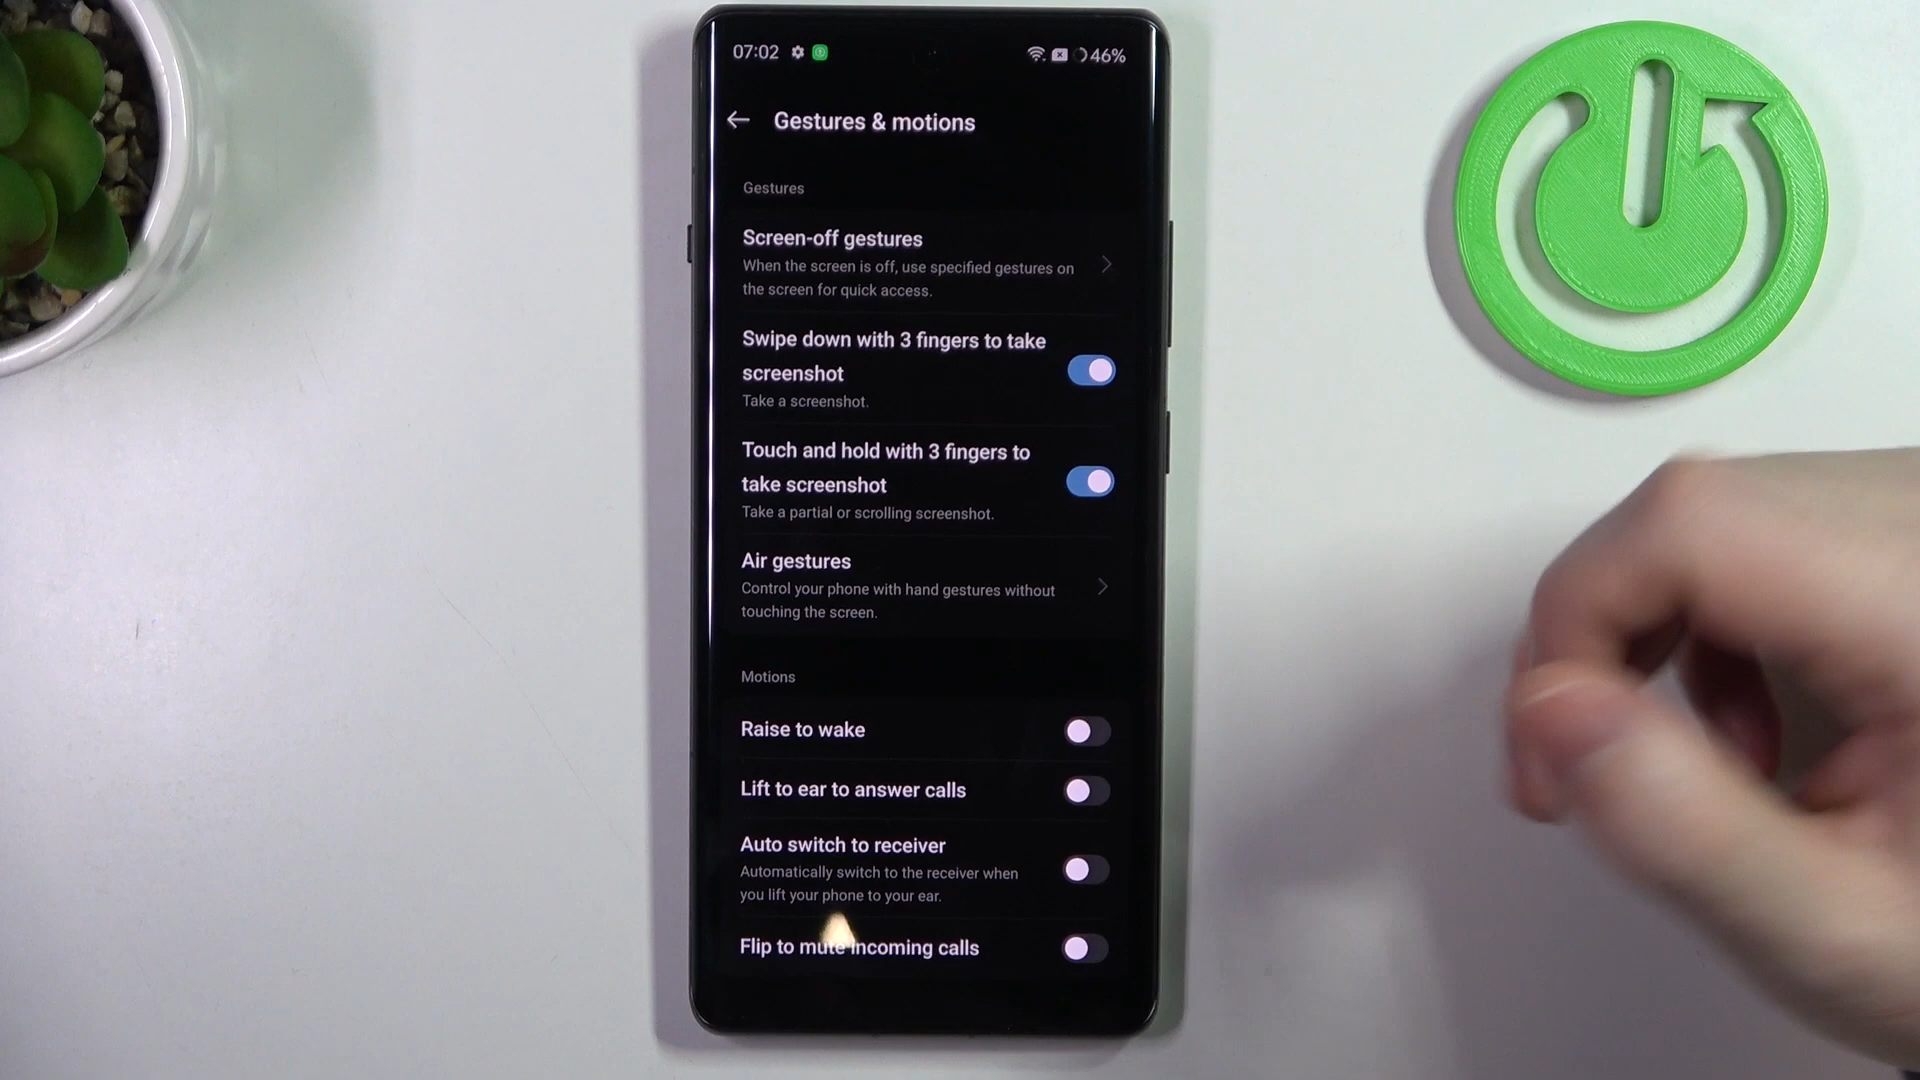 07:02 46%
Gestures & motions
Gestures
Screen-off gestures
When the screen is off, use specified gestures on
the screen for quick access.
Swipe down with 3 fingers to take
screenshot
Take a screenshot.
Touch and hold with 3 fingers to
take screenshot
Take a partial or scrolling screenshot.
Air gestures
Control your phone with hand gestures without
touching the screen.
Motions
Raise to wake
Lift to ear to answer calls
Auto switch to receiver
Automatically switch to the receiver when
you lift your phone to your ear.
Flip to mute incoming calls